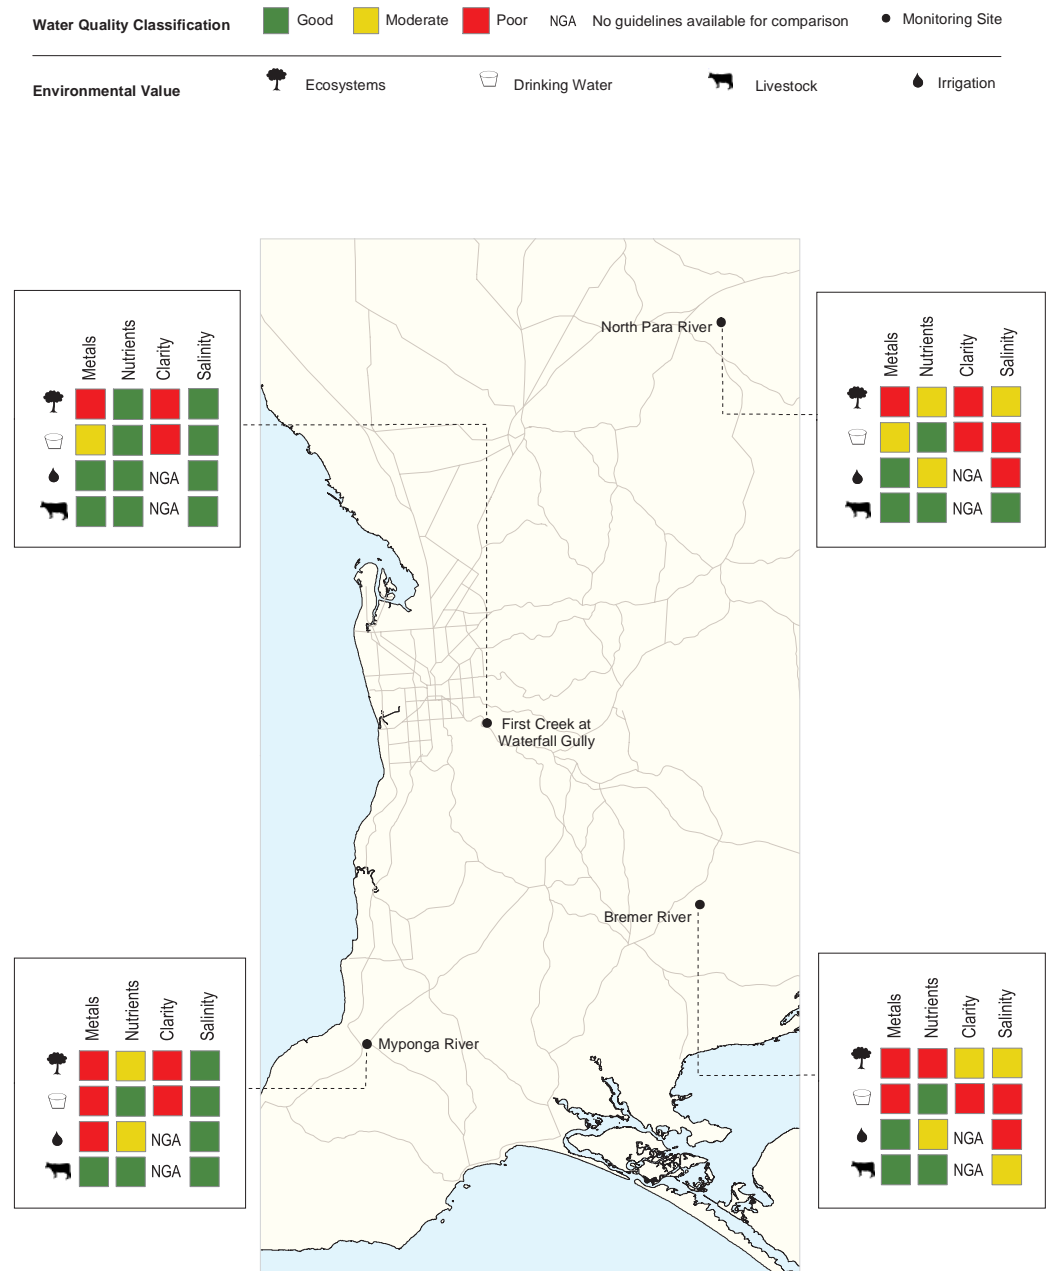 Water Quality Classification Good Moderate Poor NGA No guidelines available for comparison Monitoring Site
Environmental Value Ecosystems Drinking Water Livestock Irrigation
Metals Nutrients Clarity Salinity
NGA
NGA
Metals Nutrients Clarity Salinity
NGA
NGA
North Para River
First Creek at
Waterfall Gully
Bremer River
Myponga River
Metals Nutrients Clarity Salinity
NGA
NGA
Metals Nutrients Clarity Salinity
NGA
NGA